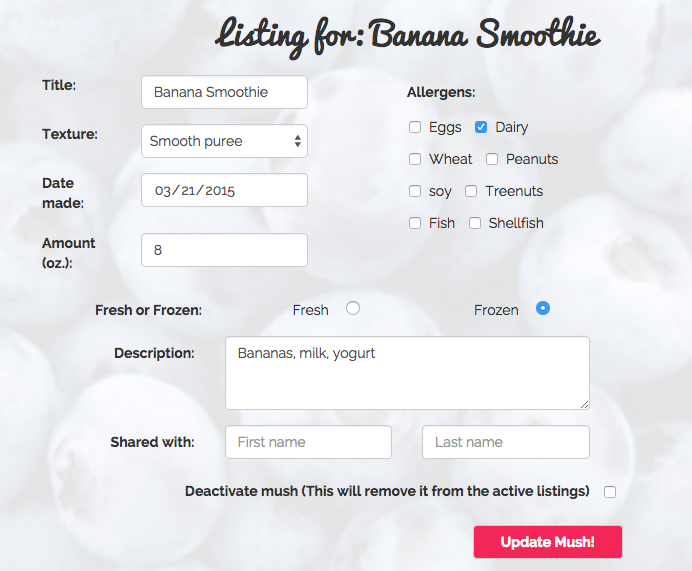 Listing for: Banana Smoothie
Title: Banana Smoothie
Texture: Smooth puree
Date made: 03/21/2015
Amount (oz.): 8
Allergens:
Eggs Dairy
Wheat Peanuts
soy Treenuts
Fish Shellfish
Fresh or Frozen: Fresh Frozen
Description: Bananas, milk, yogurt
Shared with: First name Last name
Deactivate mush (This will remove it from the active listings)
Update Mush!